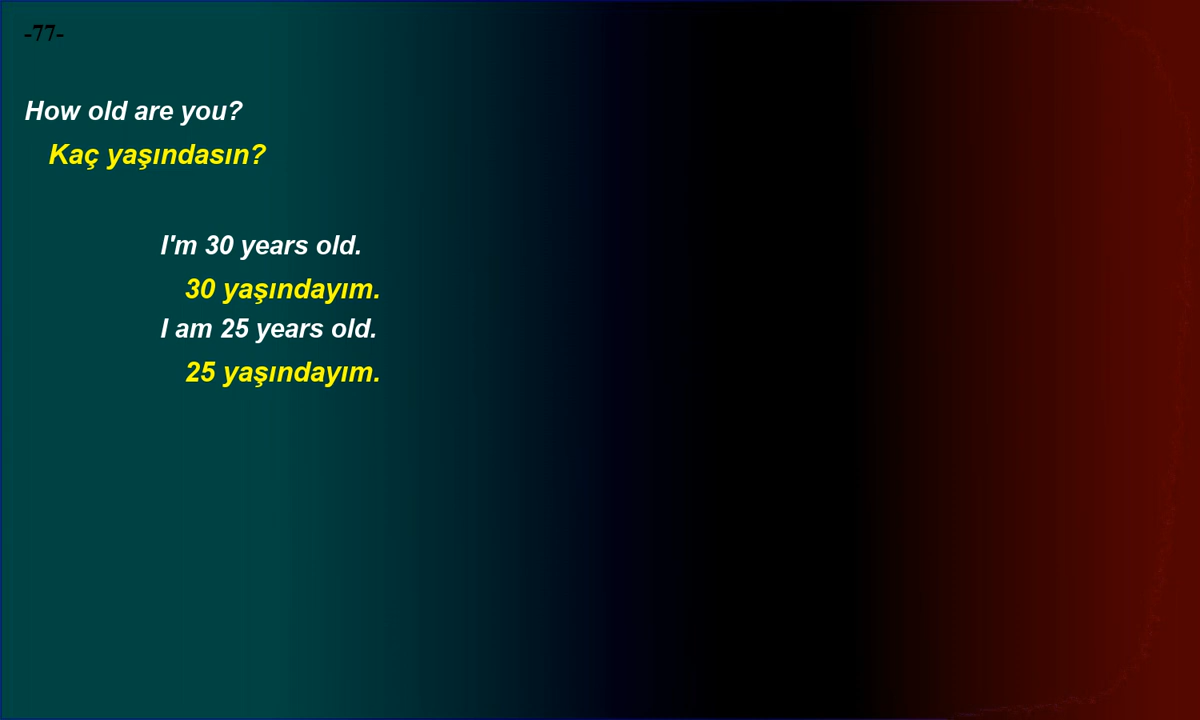 -77-
How old are you?
Kaç yaşındasın?
I'm 30 years old.
30 yaşındayım.
I am 25 years old.
25 yaşındayım.